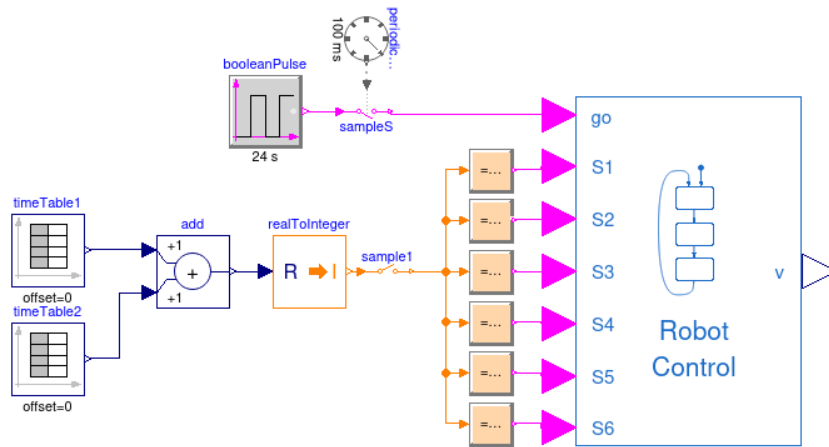 periodic...
100 ms
booleanPulse
24 s
sampleS
go
S1
S2
S3
S4
S5
S6
v
Robot
Control
=...
=...
=...
=...
=...
=...
timeTable1
offset=0
timeTable2
offset=0
add
+1
+
+1
realToInteger
R
I
sample1